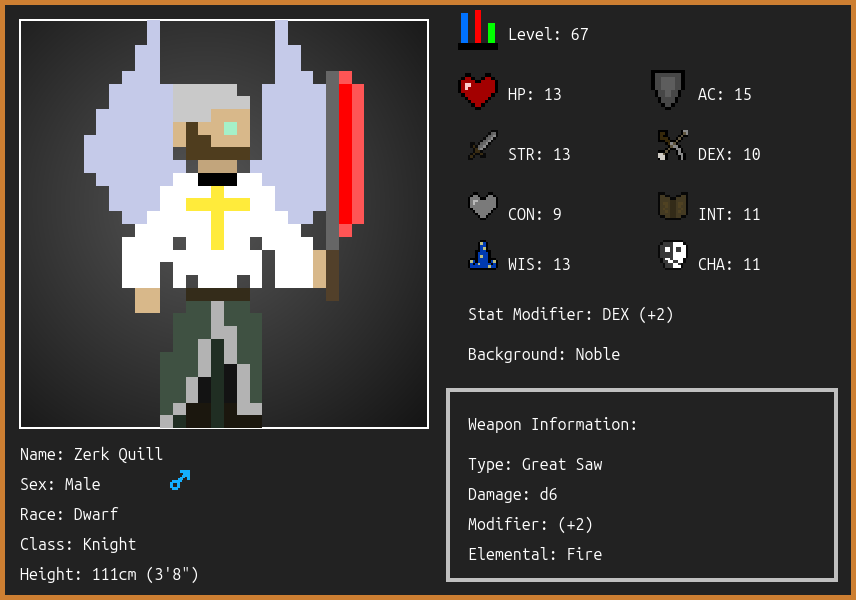 Level: 67
HP: 13
AC: 15
STR: 13
DEX: 10
CON: 9
INT: 11
WIS: 13
CHA: 11
Stat Modifier: DEX (+2)
Background: Noble
Weapon Information:
Type: Great Saw
Damage: d6
Modifier: (+2)
Elemental: Fire
Name: Zerk Quill
Sex: Male
Race: Dwarf
Class: Knight
Height: 111cm (3'8")